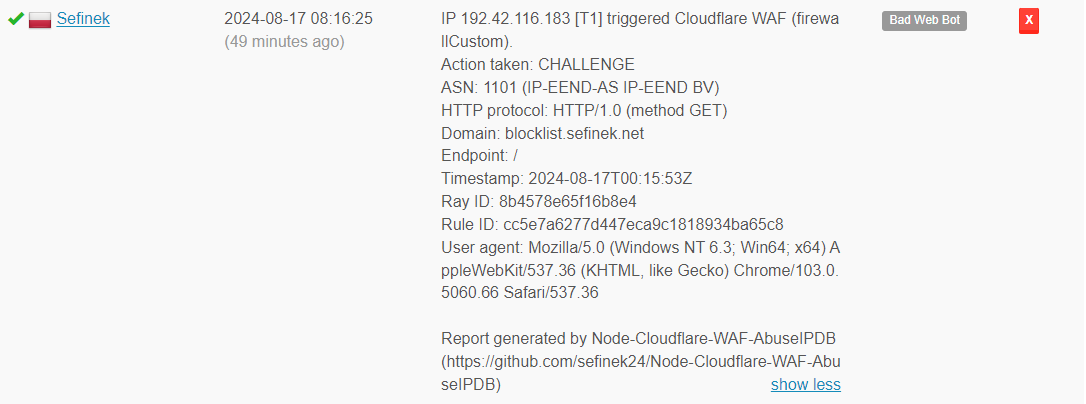 Sefinek
2024-08-17 08:16:25
(49 minutes ago)
IP 192.42.116.183 [T1] triggered Cloudflare WAF (firewa
llCustom).
Action taken: CHALLENGE
ASN: 1101 (IP-EEND-AS IP-EEND BV)
HTTP protocol: HTTP/1.0 (method GET)
Domain: blocklist.sefinek.net
Endpoint: /
Timestamp: 2024-08-17T00:15:53Z
Ray ID: 8b4578e65f16b8e4
Rule ID: cc5e7a6277d447eca9c1818934ba65c8
User agent: Mozilla/5.0 (Windows NT 6.3; Win64; x64) A
ppleWebKit/537.36 (KHTML, like Gecko) Chrome/103.0.
5060.66 Safari/537.36
Report generated by Node-Cloudflare-WAF-AbuseIPDB
(https://github.com/sefinek24/Node-Cloudflare-WAF-Abu
seIPDB)
show less
Bad Web Bot
X